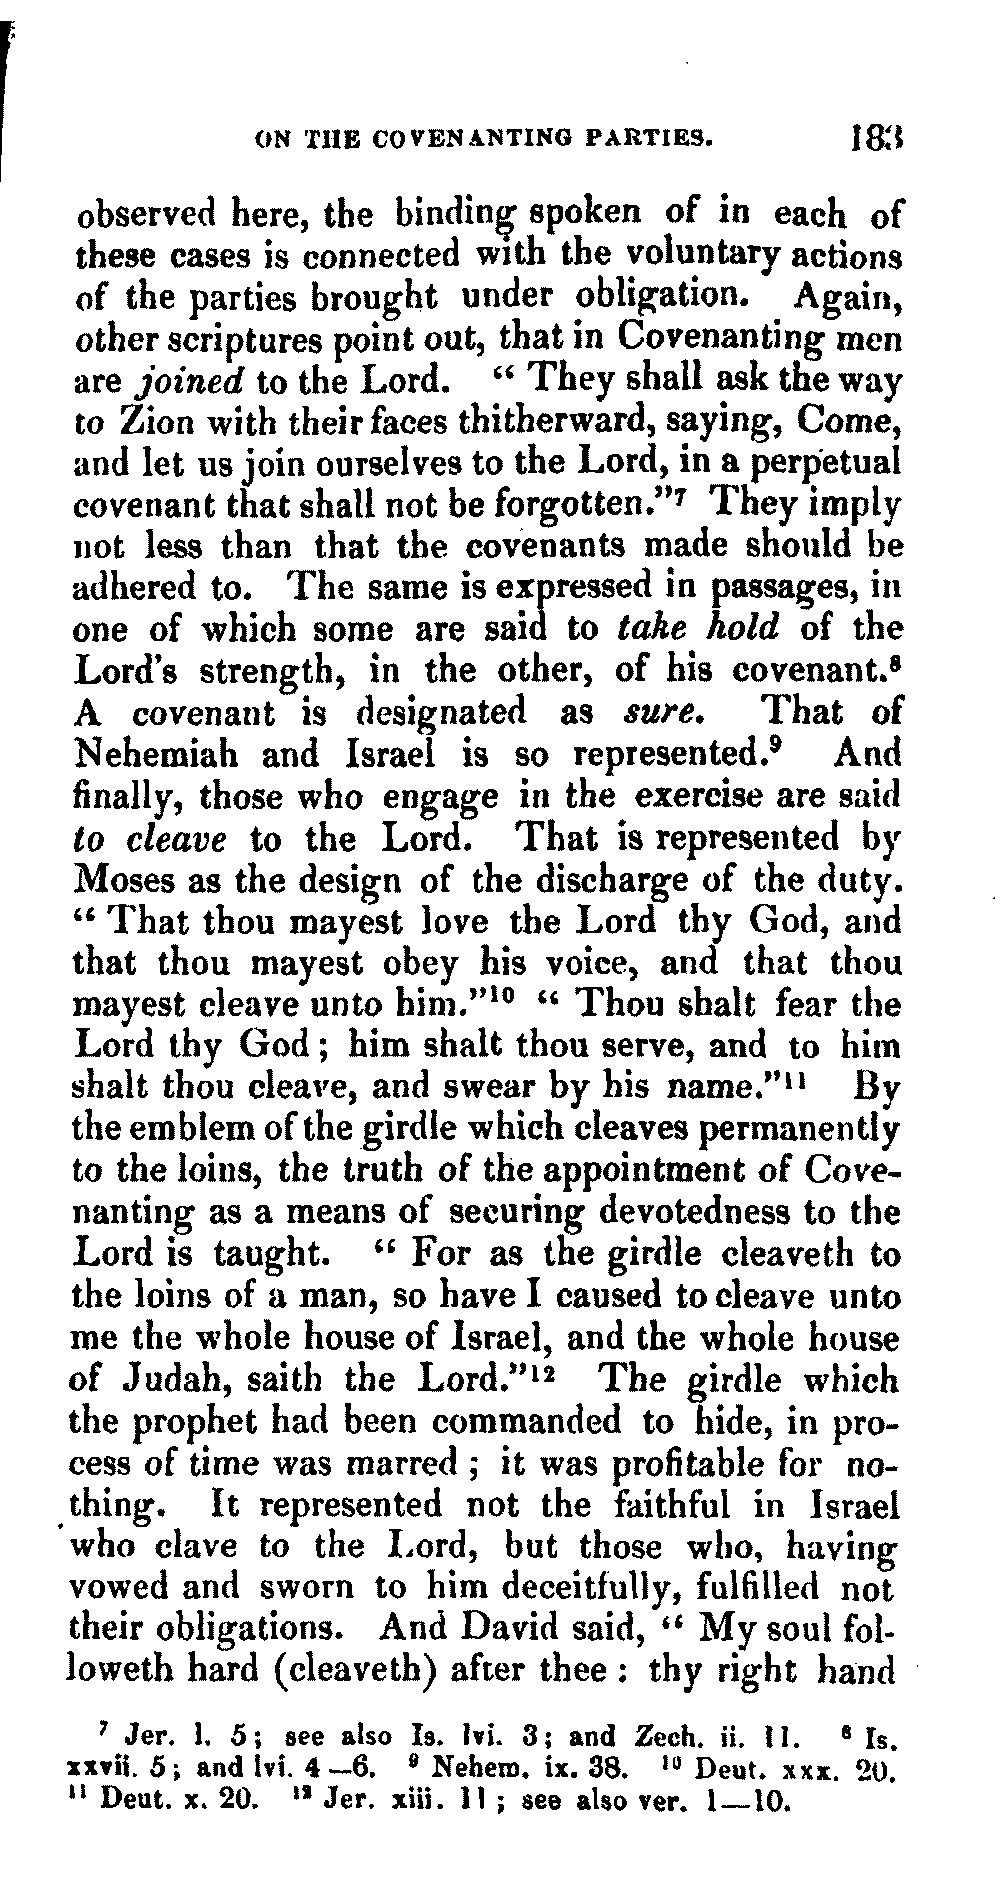 ON THE COVENANTING PARTIES. 183
observed here, the binding spoken of in each of
these cases is connected with the voluntary actions
of the parties brought under obligation. Again,
other scriptures point out, that in Covenanting men
are joined to the Lord. “ They shall ask the way
to Zion with their faces thitherward, saying, Come,
and let us join ourselves to the Lord, in a perpetual
covenant that shall not be forgotten.”⁷ They imply
not less than that the covenants made should be
adhered to. The same is expressed in passages, in
one of which some are said to take hold of the
Lord’s strength, in the other, of his covenant.⁸
A covenant is designated as sure. That of
Nehemiah and Israel is so represented.⁹ And
finally, those who engage in the exercise are said
to cleave to the Lord. That is represented by
Moses as the design of the discharge of the duty.
“ That thou mayest love the Lord thy God, and
that thou mayest obey his voice, and that thou
mayest cleave unto him.”¹⁰ “ Thou shalt fear the
Lord thy God ; him shalt thou serve, and to him
shalt thou cleave, and swear by his name.”¹¹ By
the emblem of the girdle which cleaves permanently
to the loins, the truth of the appointment of Cove-
nanting as a means of securing devotedness to the
Lord is taught. “ For as the girdle cleaveth to
the loins of a man, so have I caused to cleave unto
me the whole house of Israel, and the whole house
of Judah, saith the Lord.”¹² The girdle which
the prophet had been commanded to hide, in pro-
cess of time was marred ; it was profitable for no-
thing. It represented not the faithful in Israel
who clave to the Lord, but those who, having
vowed and sworn to him deceitfully, fulfilled not
their obligations. And David said, “ My soul fol-
loweth hard (cleaveth) after thee : thy right hand
⁷ Jer. l. 5 ; see also Is. lvi. 3 ; and Zech. ii. 11. ⁸ Is.
xxvii. 5 ; and lvi. 4—6. ⁹ Nehem. ix. 38. ¹⁰ Deut. xxx. 20.
¹¹ Deut. x. 20. ¹² Jer. xiii. 11 ; see also ver. 1—10.